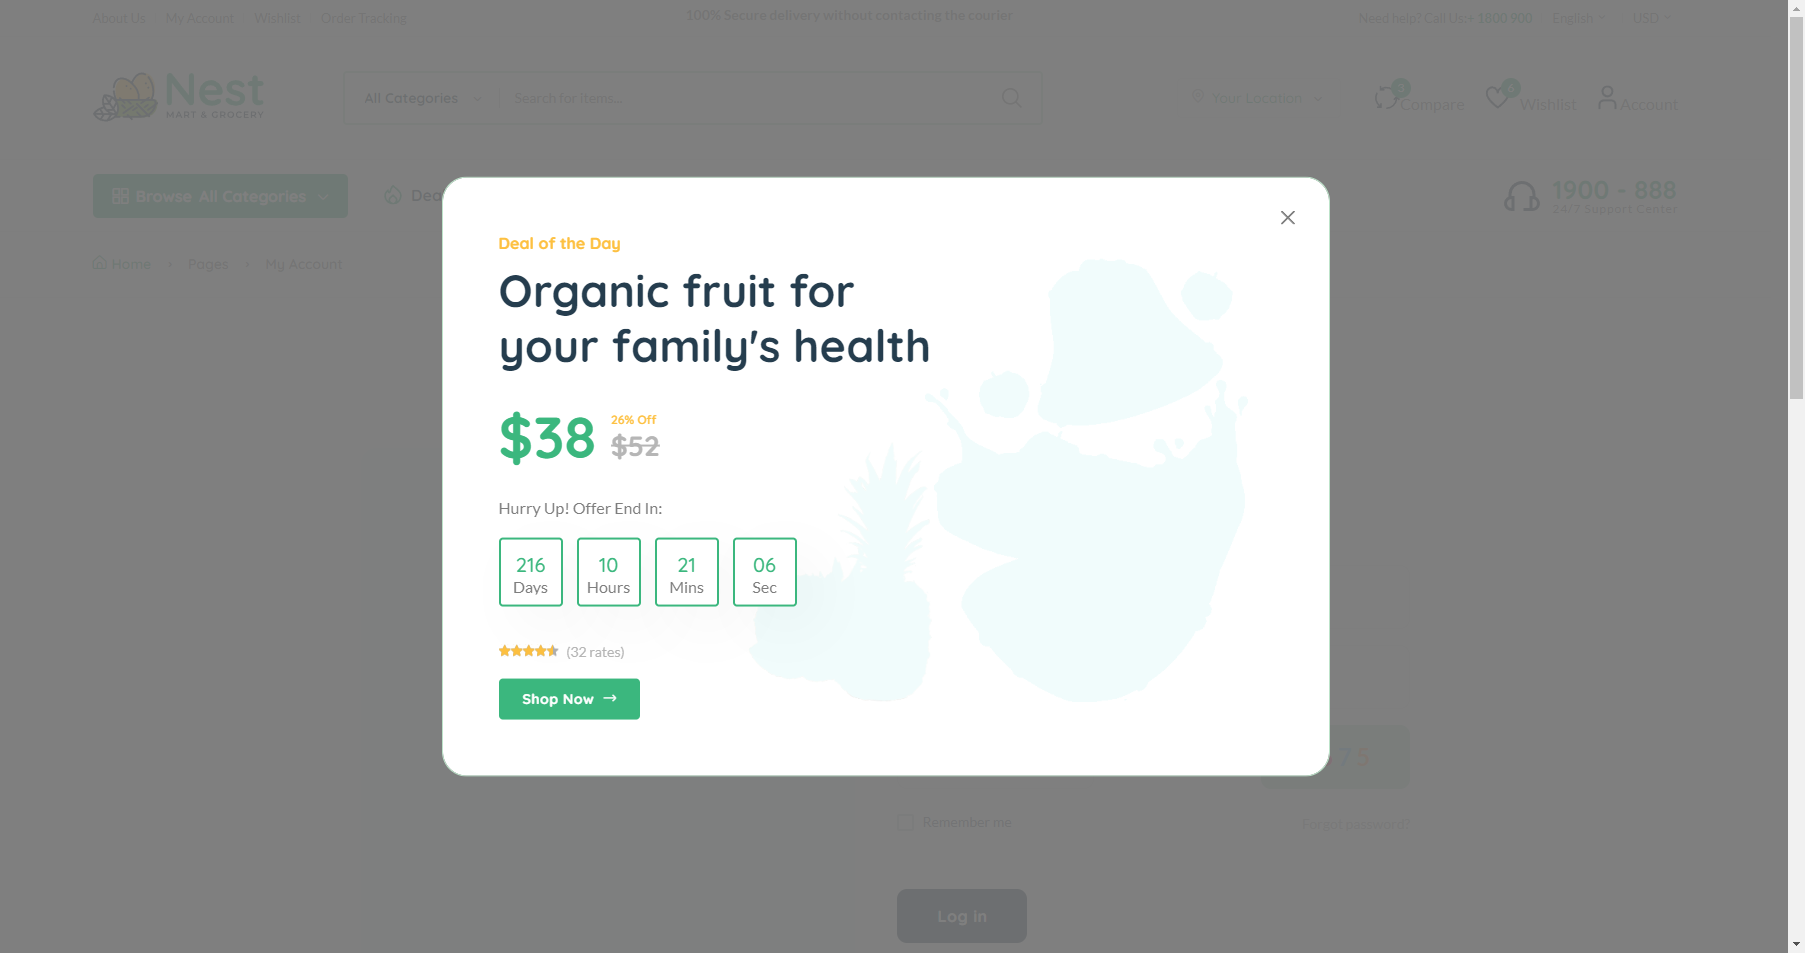 About Us My Account Wishlist Order Tracking
100% Secure delivery without contacting the courier
Need help? Call Us: + 1800 900 English USD
Nest
MART & GROCERY
All Categories Search for items...
Your Location
Compare Wishlist Account
Browse All Categories
1900 - 888
24/7 Support Center
Home Pages My Account
Deal of the Day
Organic fruit for
your family's health
$38
26% Off
$52
Hurry Up! Offer End In:
216 10 21 06
Days Hours Mins Sec
(32 rates)
Shop Now
75
Remember me
Forgot password?
Log in